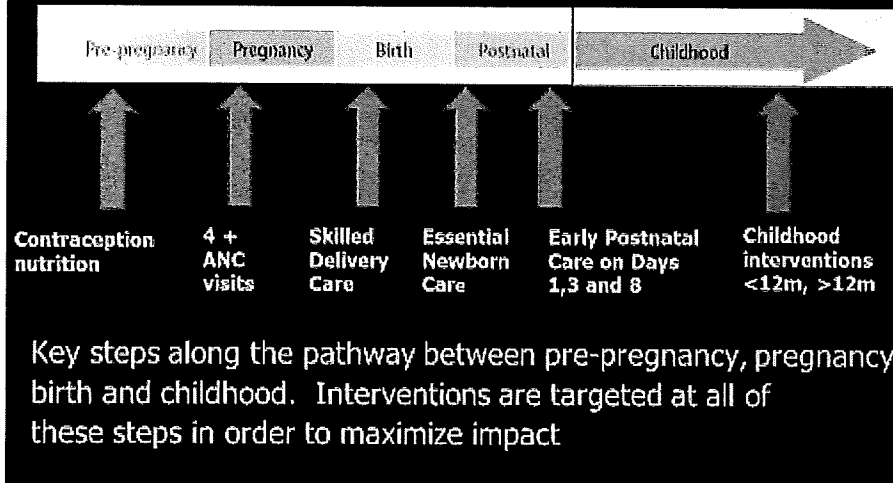 Pre-pregnancy Pregnancy Birth Postnatal Childhood
Contraception
nutrition
4 +
ANC
visits
Skilled
Delivery
Care
Essential
Newborn
Care
Early Postnatal
Care on Days
1,3 and 8
Childhood
interventions
<12m, >12m
Key steps along the pathway between pre-pregnancy, pregnancy
birth and childhood. Interventions are targeted at all of
these steps in order to maximize impact